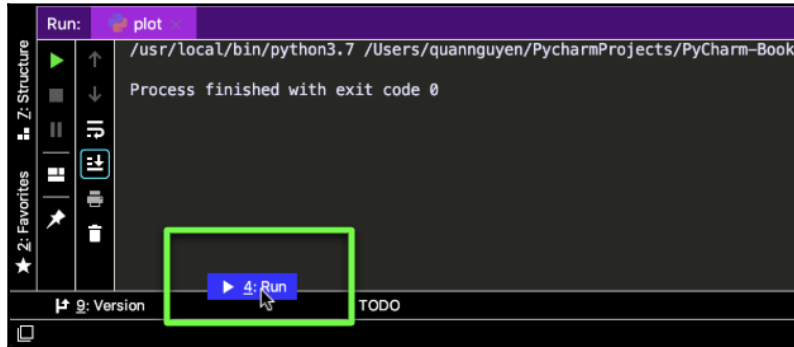 Run: plot
/usr/local/bin/python3.7 /Users/quannguyen/PycharmProjects/PyCharm-Book
Process finished with exit code 0
Z: Structure
2: Favorites
4: Run
9: Version
TODO